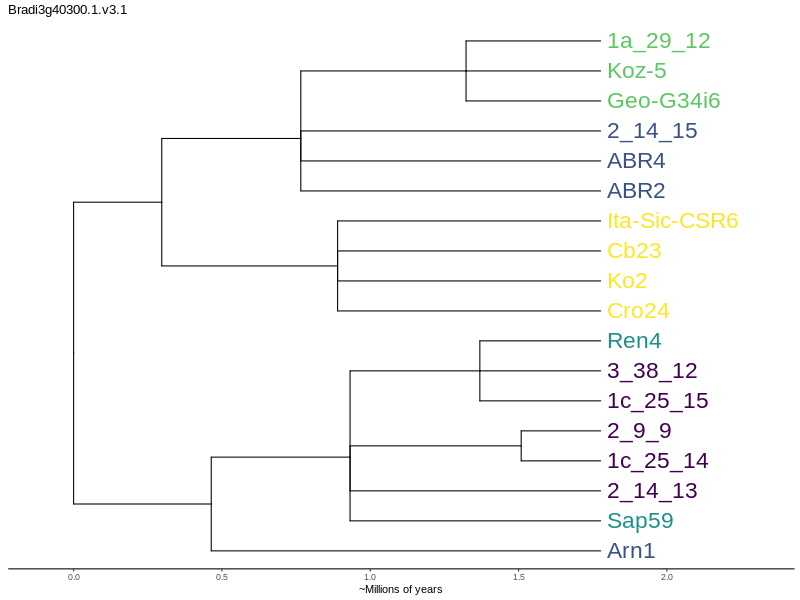 Bradi3g40300.1.v3.1
1a_29_12
Koz-5
Geo-G34i6
2_14_15
ABR4
ABR2
Ita-Sic-CSR6
Cb23
Ko2
Cro24
Ren4
3_38_12
1c_25_15
2_9_9
1c_25_14
2_14_13
Sap59
Arn1
0.0 0.5 1.0 1.5 2.0
~Millions of years